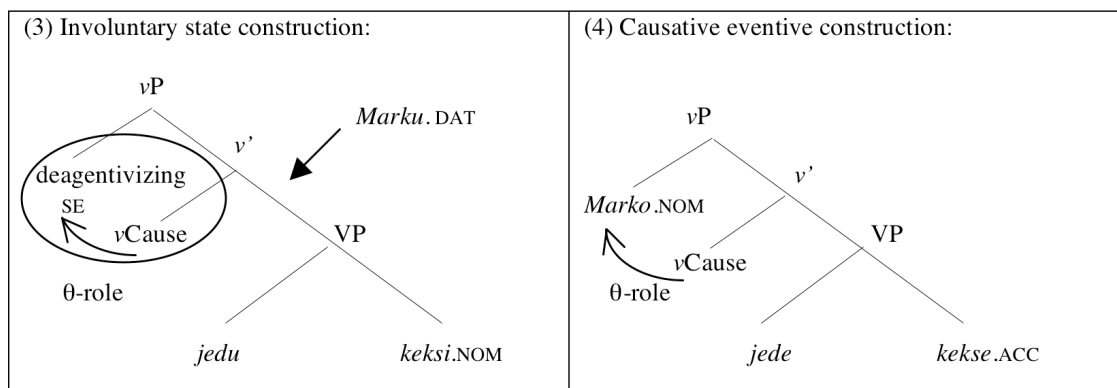 (3) Involuntary state construction:
vP
Marku.DAT
v’
deagentivizing
SE
vCause
VP
θ-role
jedu
keksi.NOM
(4) Causative eventive construction:
vP
v’
Marko.NOM
VP
vCause
θ-role
jede
kekse.ACC